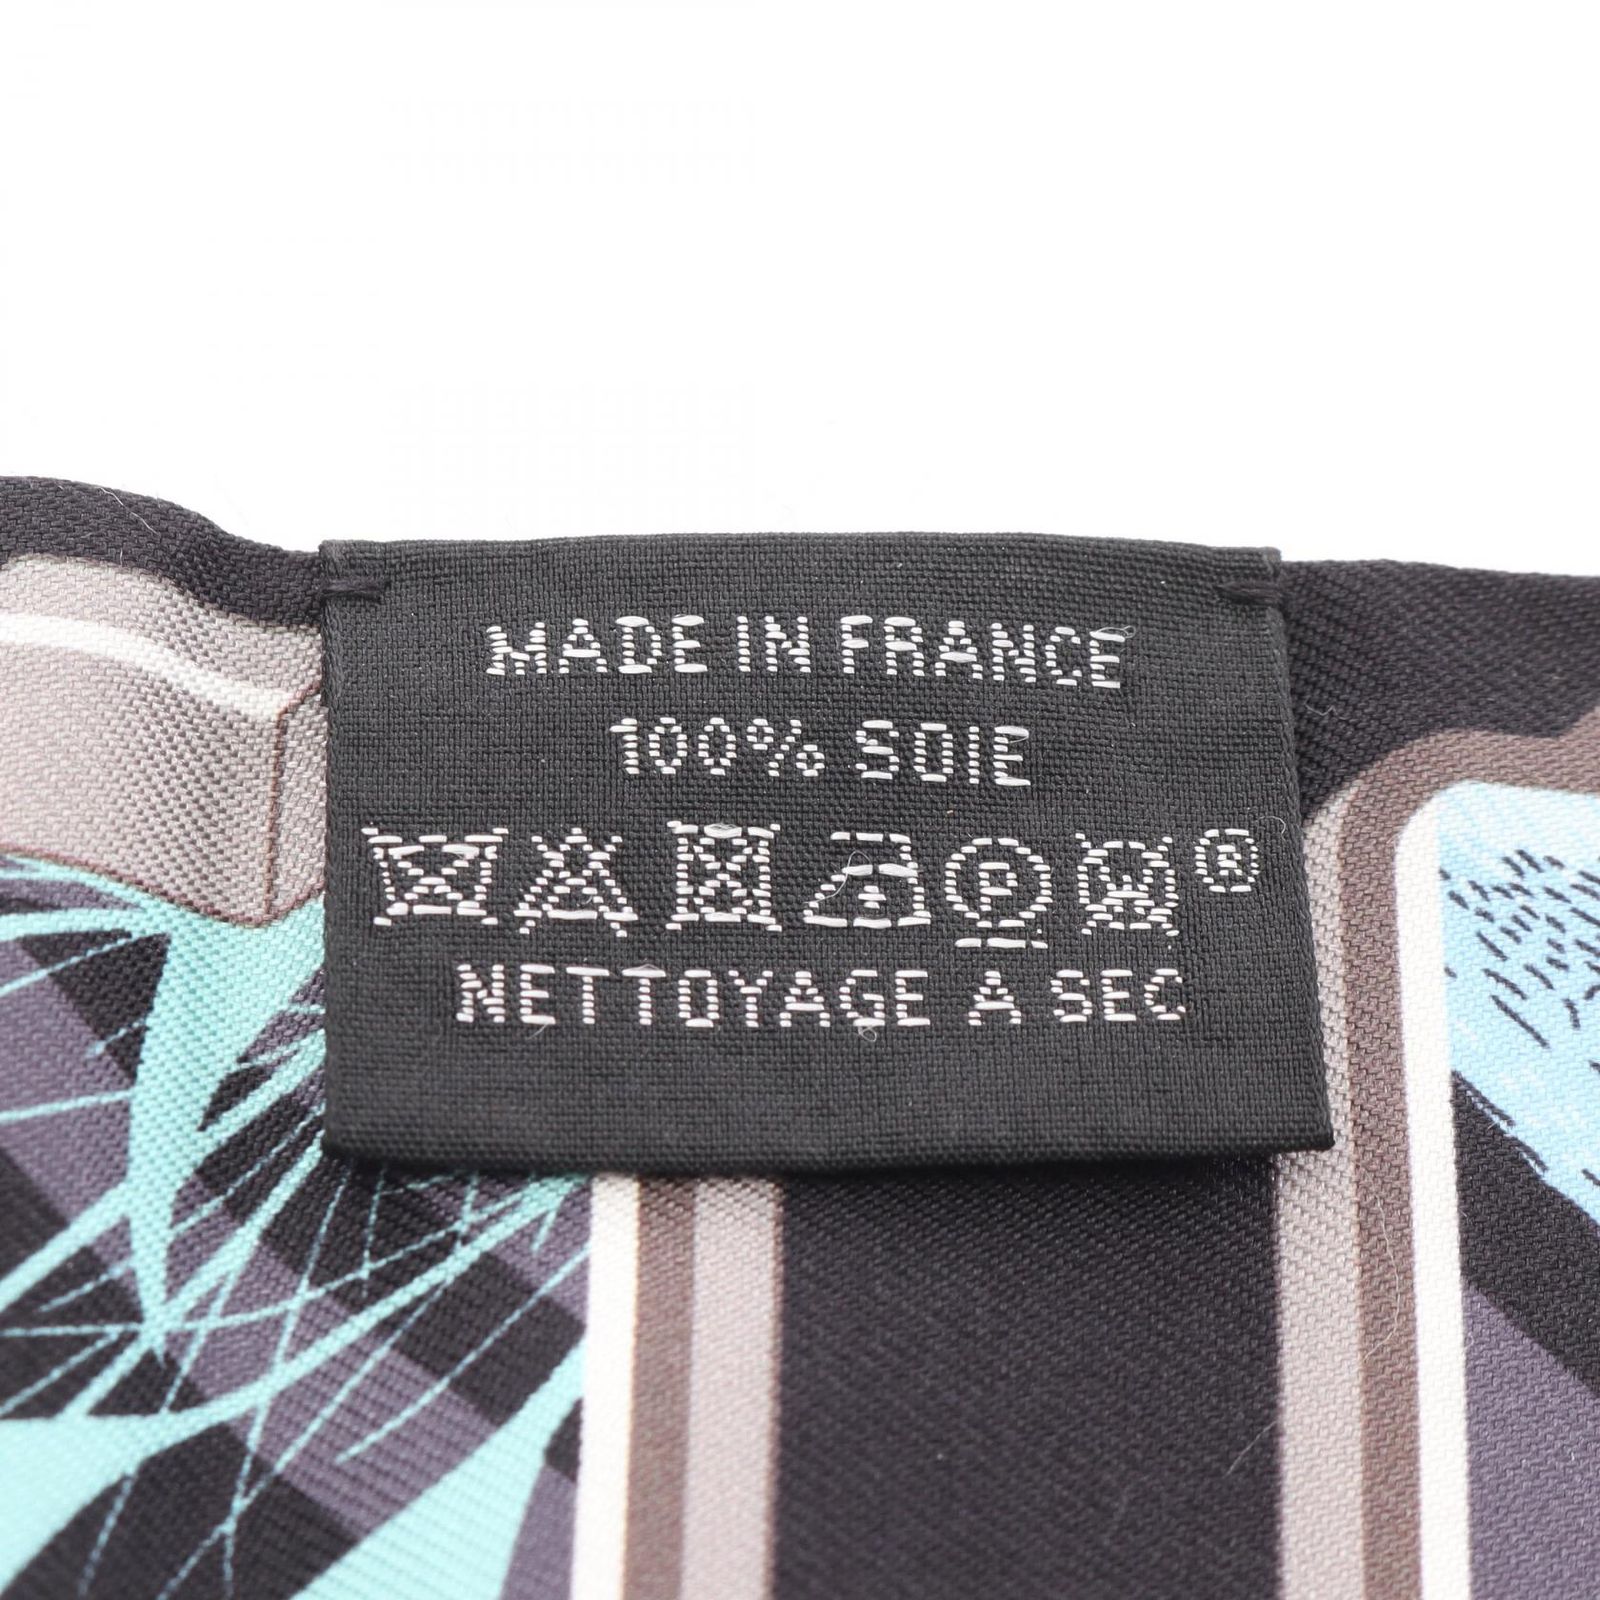 MADE IN FRANCE
100% SOIE
P W ®
NETTOYAGE A SEC